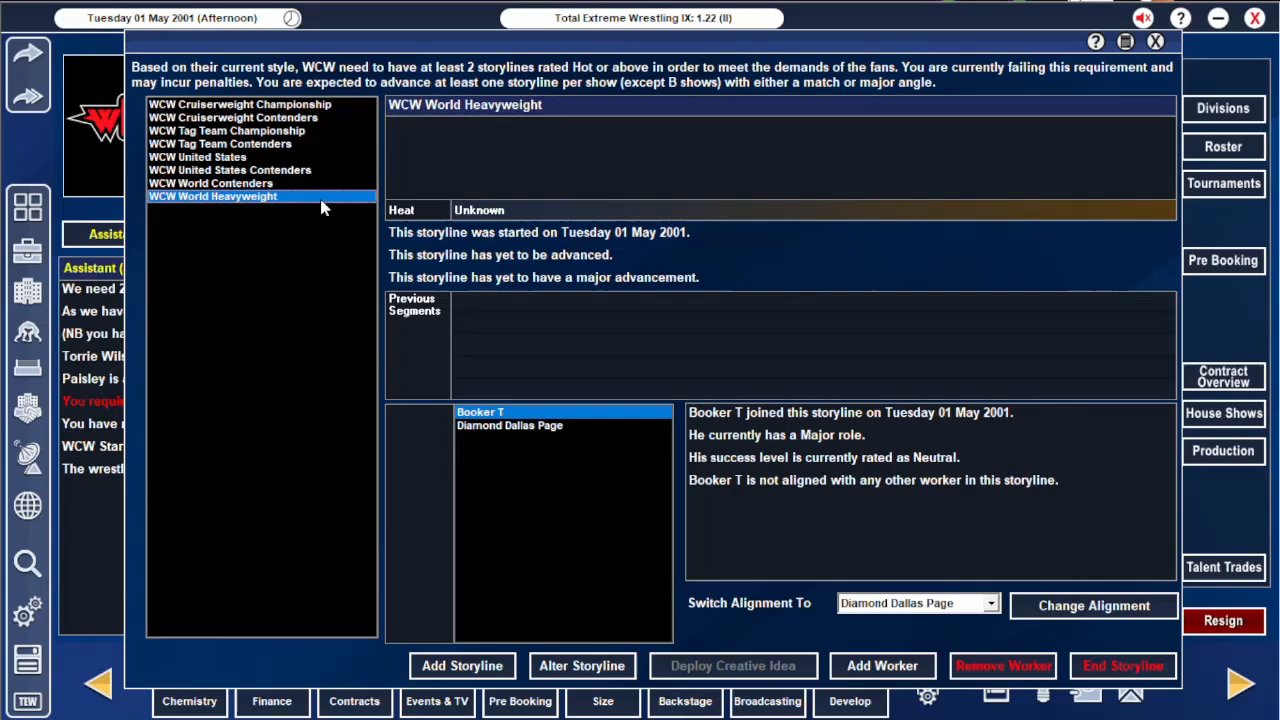 Tuesday 01 May 2001 (Afternoon)
Total Extreme Wrestling IX: 1.22 (II)
Based on their current style, WCW need to have at least 2 storylines rated Hot or above in order to meet the demands of the fans. You are currently failing this requirement and
may incur penalties. You are expected to advance at least one storyline per show (except B shows) with either a match or major angle.
WCW Cruiserweight Championship
WCW Cruiserweight Contenders
WCW Tag Team Championship
WCW Tag Team Contenders
WCW United States
WCW United States Contenders
WCW World Contenders
WCW World Heavyweight
WCW World Heavyweight
Heat
Unknown
This storyline was started on Tuesday 01 May 2001.
This storyline has yet to be advanced.
This storyline has yet to have a major advancement.
Previous
Segments
Booker T
Diamond Dallas Page
Booker T joined this storyline on Tuesday 01 May 2001.
He currently has a Major role.
His success level is currently rated as Neutral.
Booker T is not aligned with any other worker in this storyline.
Switch Alignment To
Diamond Dallas Page
Change Alignment
Add Storyline
Alter Storyline
Deploy Creative Idea
Add Worker
Remove Worker
End Storyline
Assist
Assistant (
We need 2
As we hav
(NB you ha
Torrie Wils
Paisley is a
You requi
You have
WCW Star
The wrestl
Divisions
Roster
Tournaments
Pre Booking
Contract
Overview
House Shows
Production
Talent Trades
Resign
TEW
Chemistry
Finance
Contracts
Events & TV
Pre Booking
Size
Backstage
Broadcasting
Develop